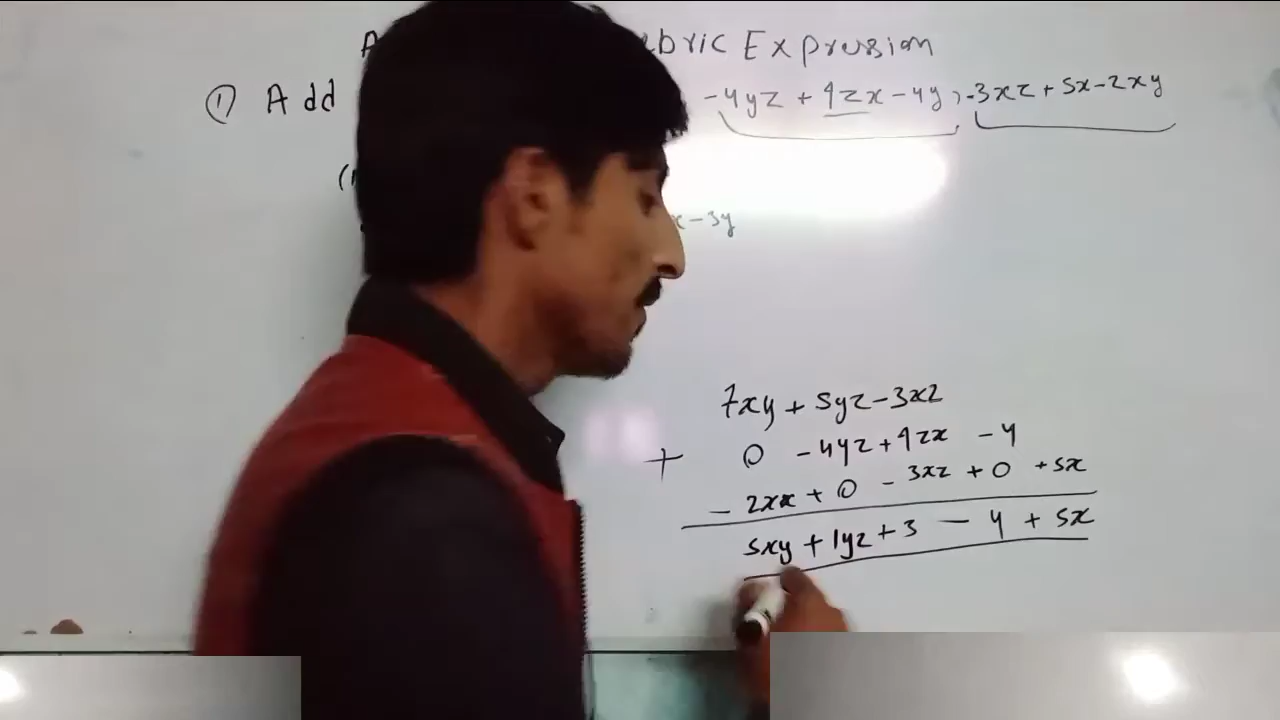 Expression
① Add -4yz + 9zx - 4y, -3xz + 5x - 2xy
x - 3y
7xy + 5yz - 3xz
+ 0 - 4yz + 9zx - 4
- 2xx + 0 - 3xz + 0 + 5x
5xy + 1yz + 3 - 4 + 5x